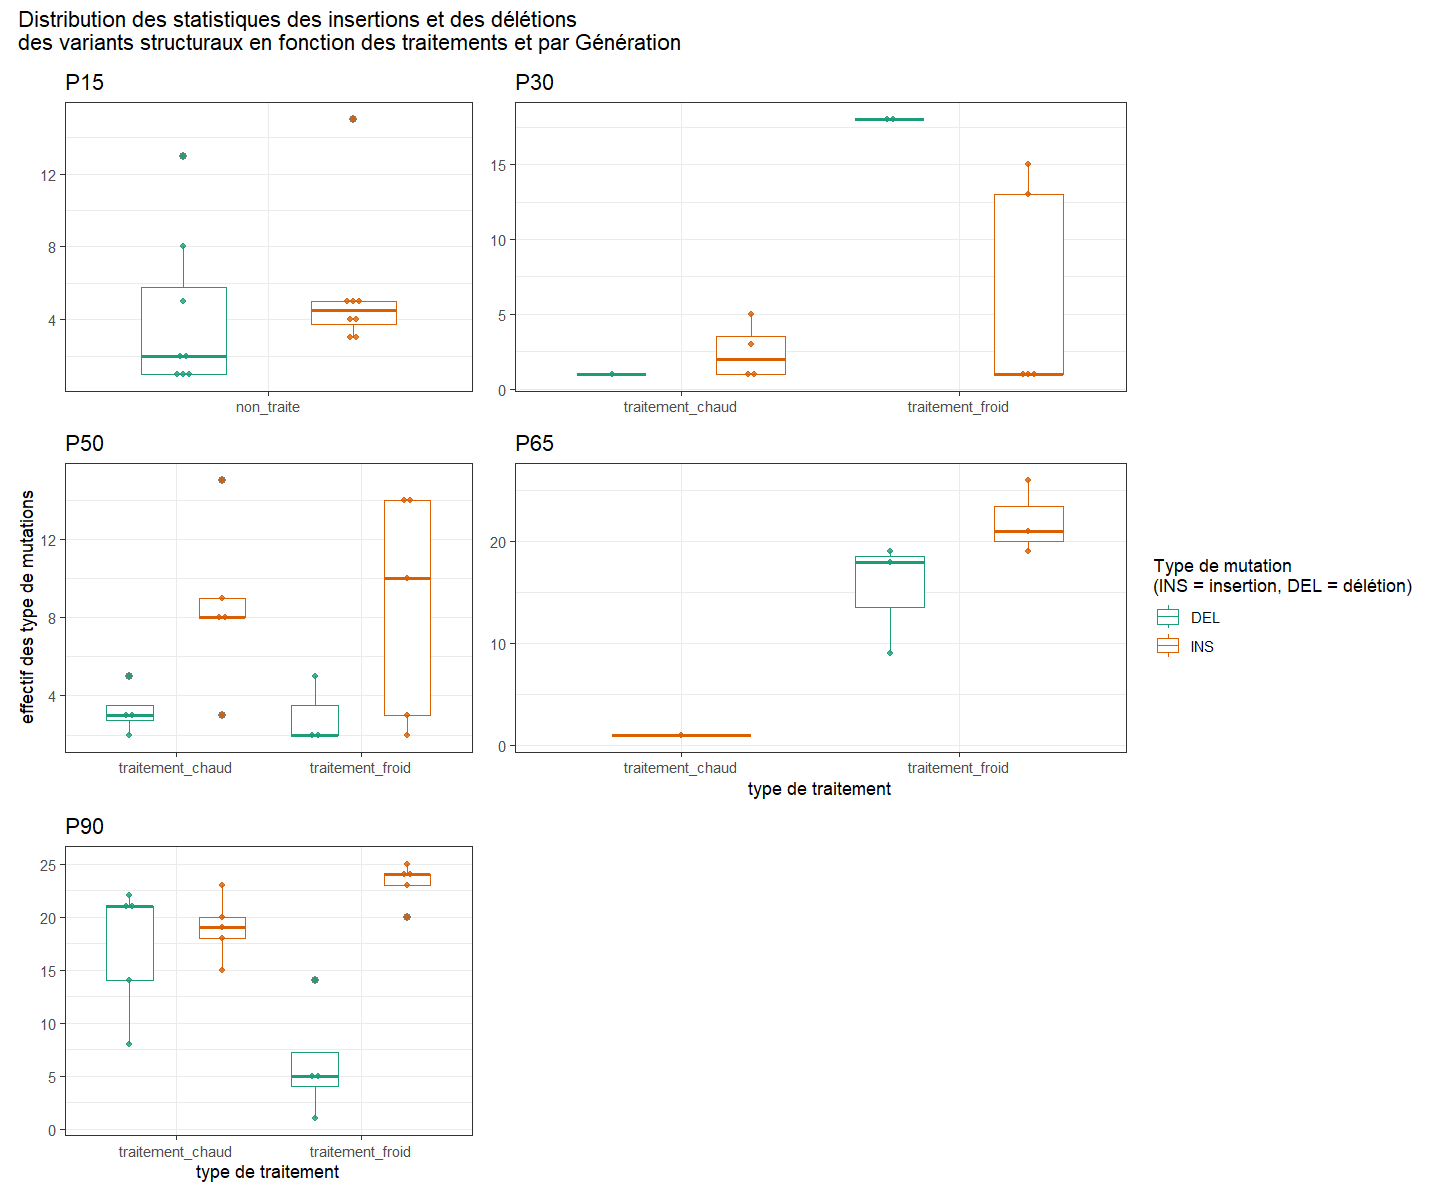 Distribution des statistiques des insertions et des délétions
des variants structuraux en fonction des traitements et par Génération
P15
12
8
4
non_traite
P30
15
10
5
0
traitement_chaud
traitement_froid
P50
effectif des type de mutations
12
8
4
traitement_chaud
traitement_froid
P65
20
10
0
traitement_chaud
traitement_froid
type de traitement
Type de mutation
(INS = insertion, DEL = délétion)
DEL
INS
P90
25
20
15
10
5
0
traitement_chaud
traitement_froid
type de traitement